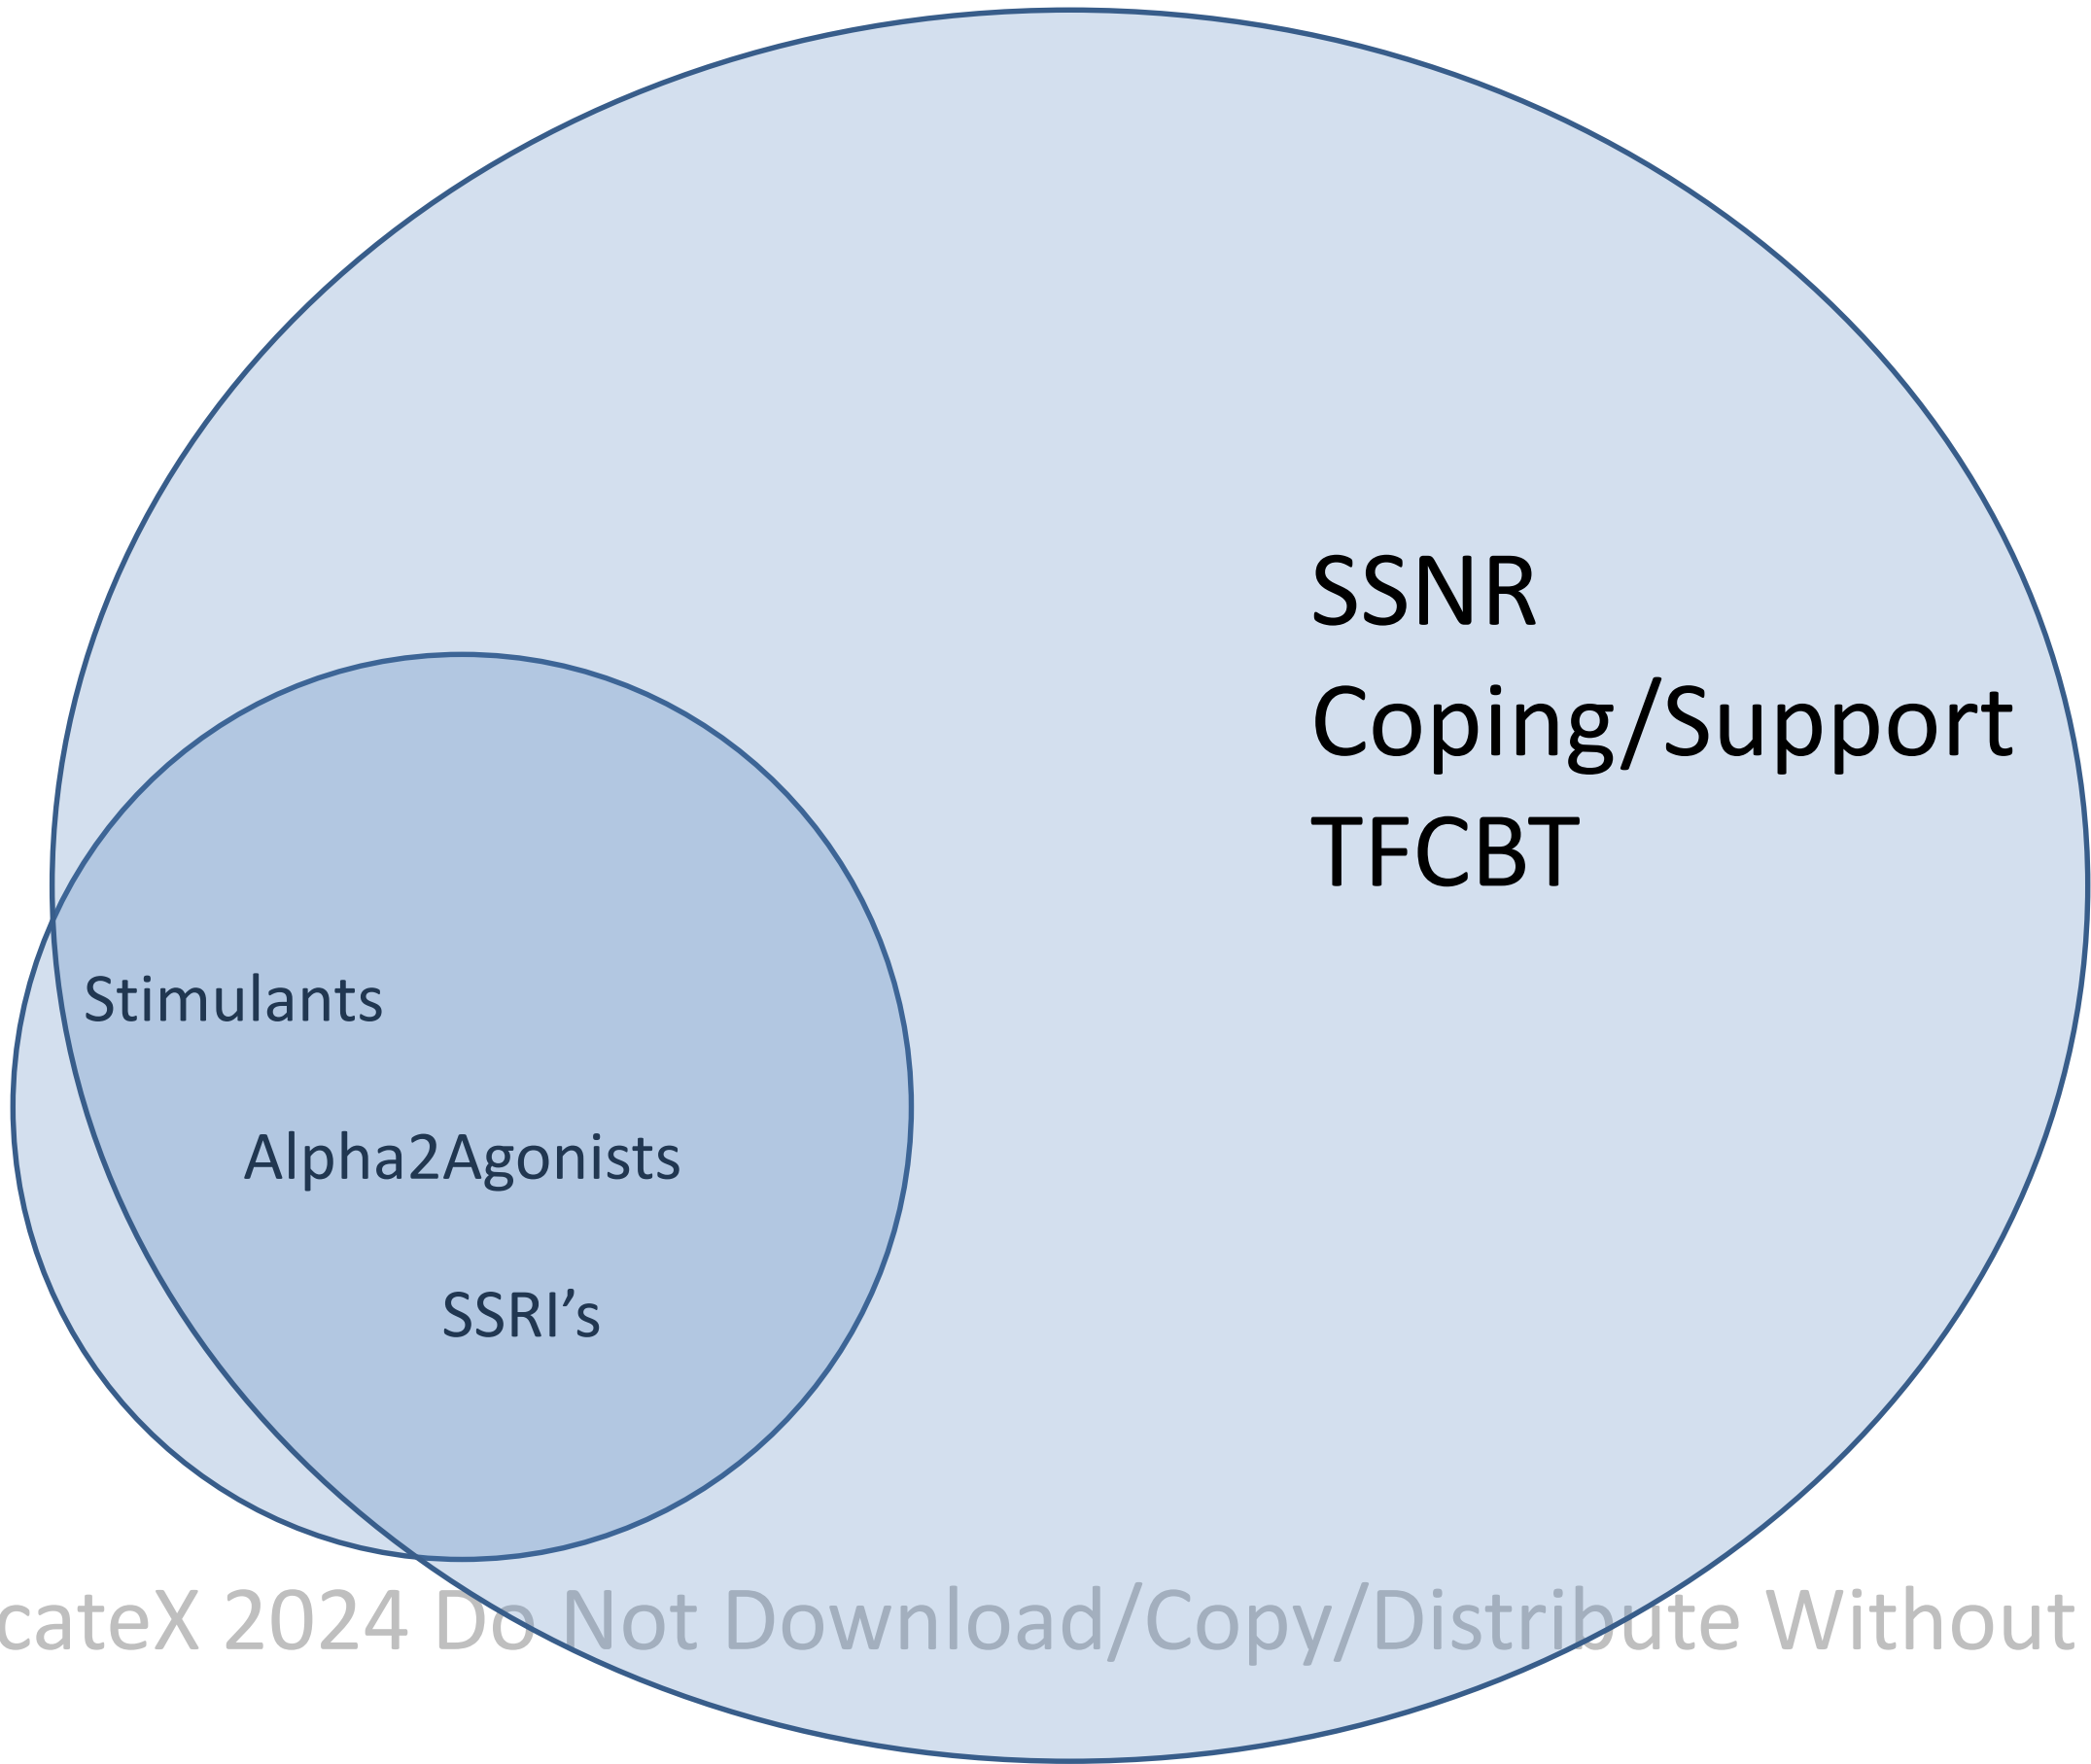 SSNR
Coping/Support
TFCBT
Stimulants
Alpha2Agonists
SSRI's
cateX 2024 Do Not Download/Copy/Distribute Without